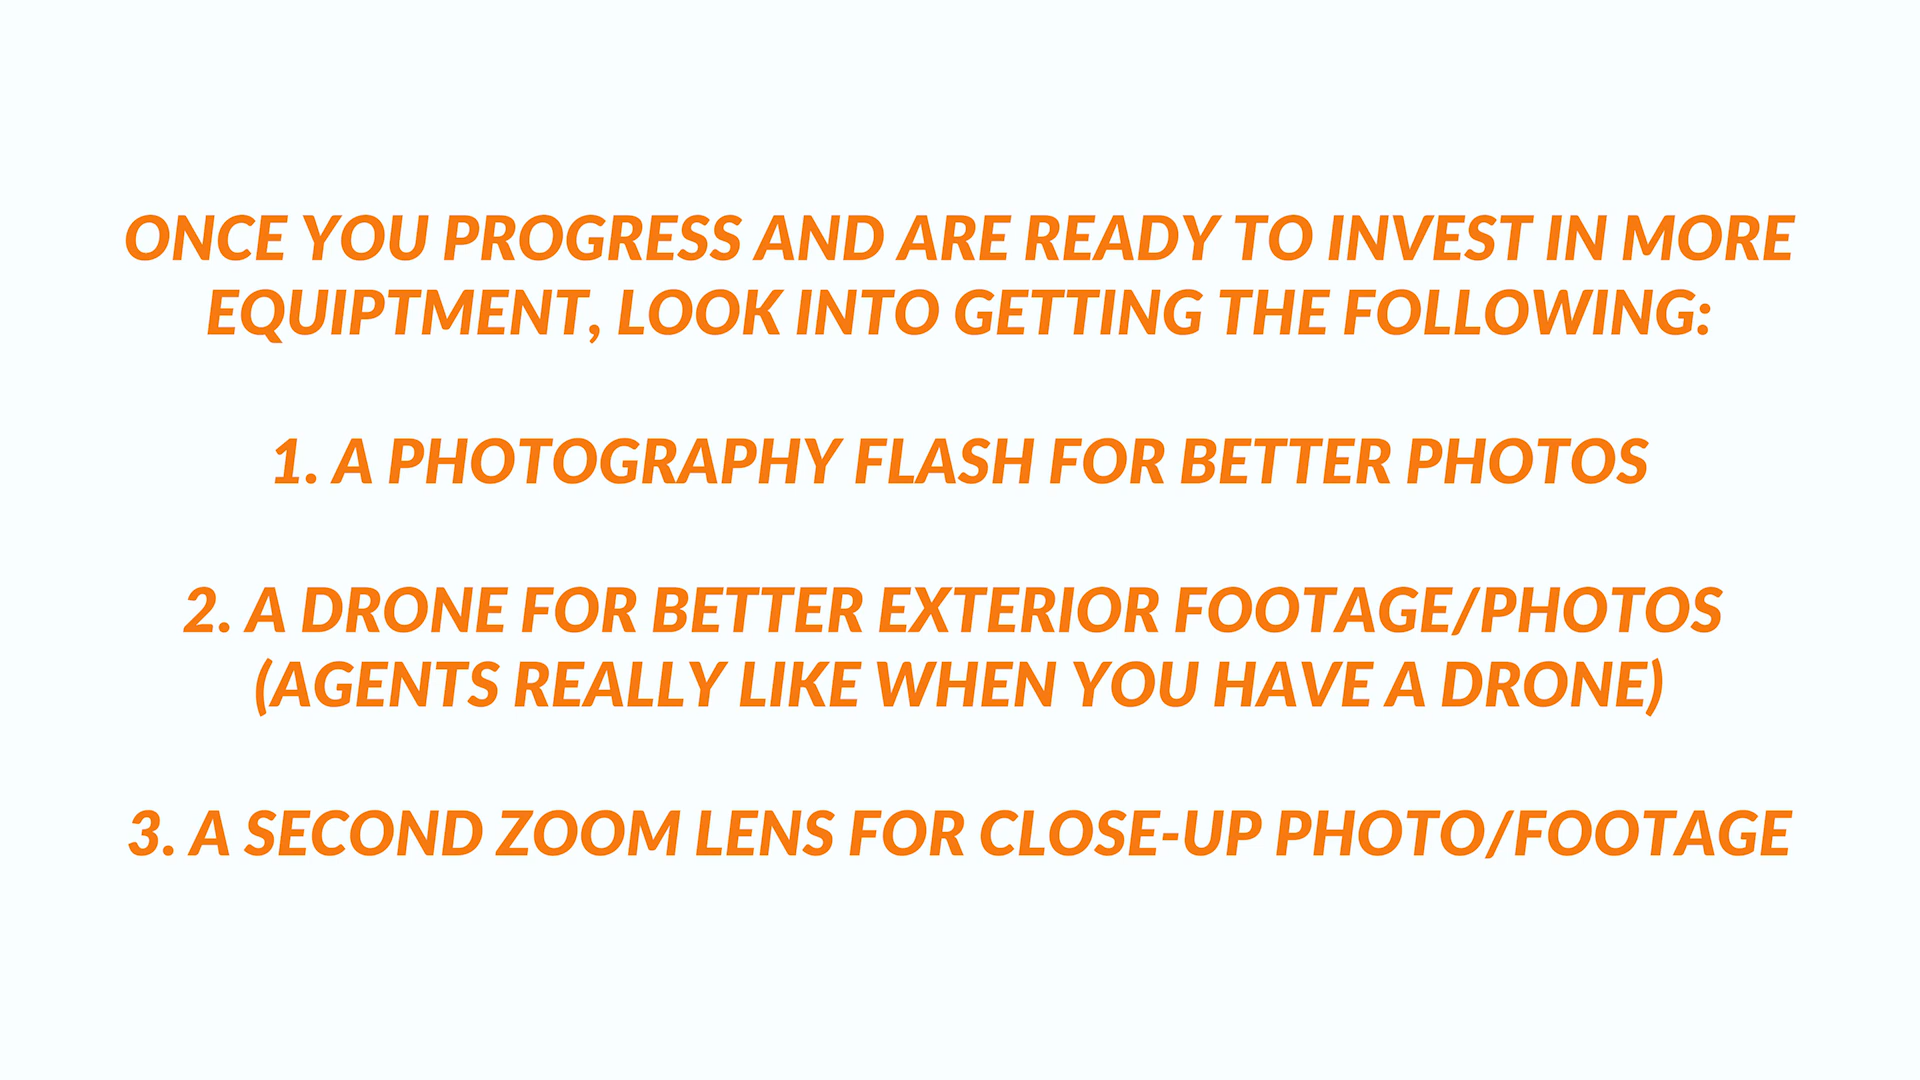 ONCE YOU PROGRESS AND ARE READY TO INVEST IN MORE
EQUIPTMENT, LOOK INTO GETTING THE FOLLOWING:
1. A PHOTOGRAPHY FLASH FOR BETTER PHOTOS
2. A DRONE FOR BETTER EXTERIOR FOOTAGE/PHOTOS
(AGENTS REALLY LIKE WHEN YOU HAVE A DRONE)
3. A SECOND ZOOM LENS FOR CLOSE-UP PHOTO/FOOTAGE